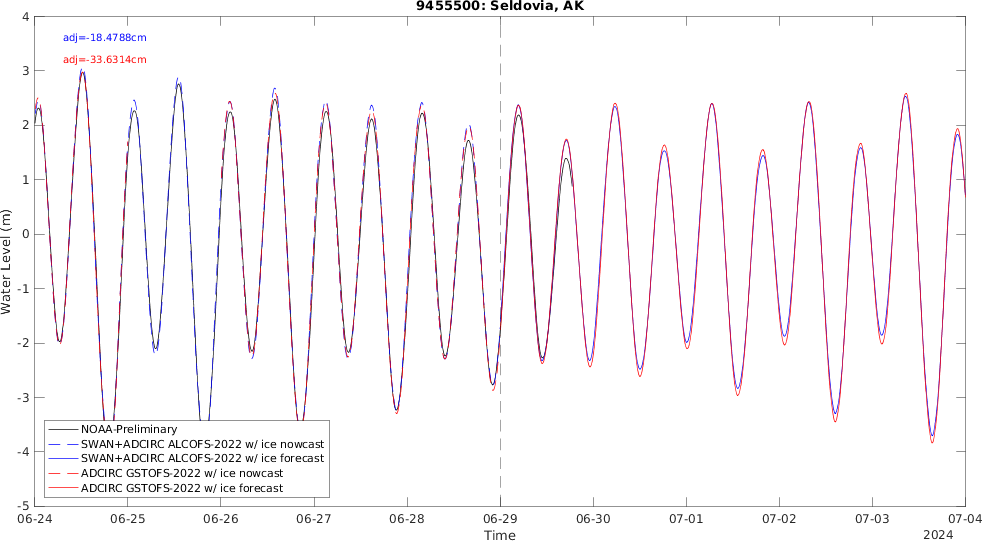 9455500: Seldovia, AK
adj=-18.4788cm
adj=-33.6314cm
4
3
2
1
0
-1
-2
-3
-4
-5
Water Level (m)
NOAA-Preliminary
SWAN+ADCIRC ALCOFS-2022 w/ ice nowcast
SWAN+ADCIRC ALCOFS-2022 w/ ice forecast
ADCIRC GSTOFS-2022 w/ ice nowcast
ADCIRC GSTOFS-2022 w/ ice forecast
06-24 06-25 06-26 06-27 06-28 06-29 06-30 07-01 07-02 07-03 07-04
Time
2024